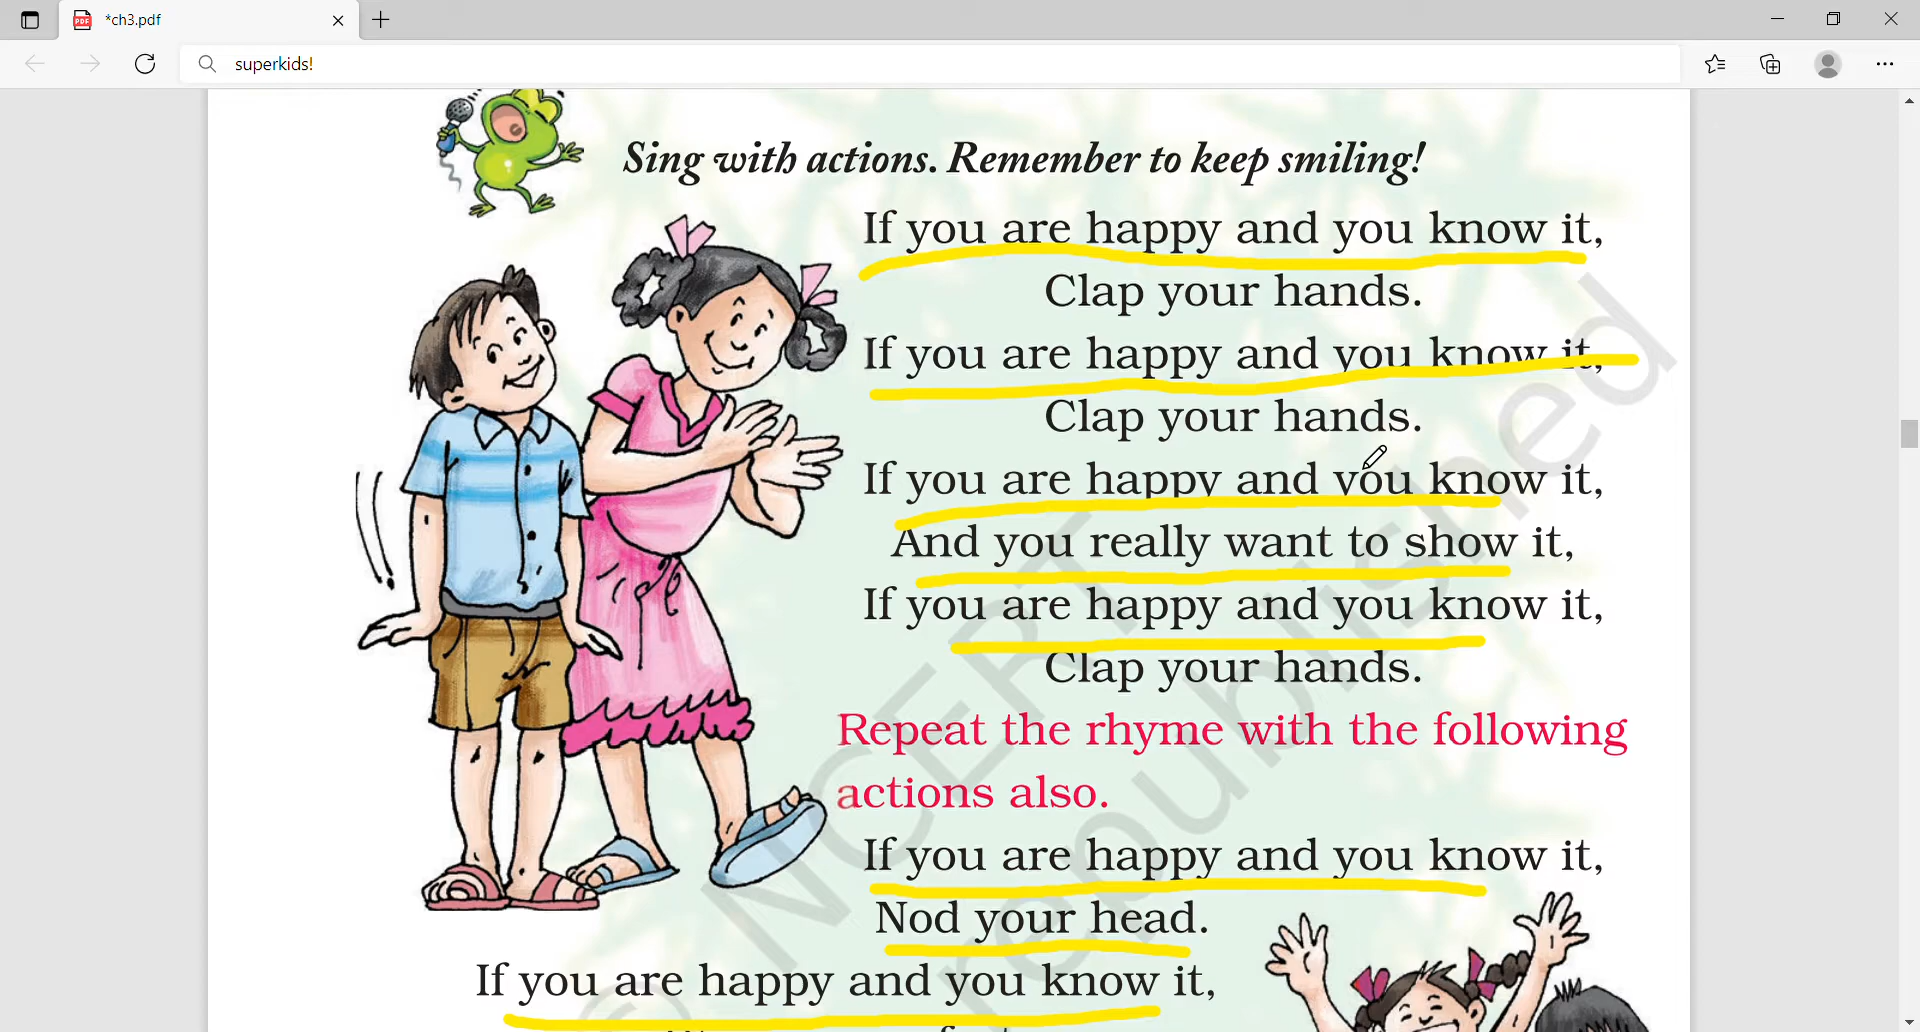 *ch3.pdf
superkids!
Sing with actions. Remember to keep smiling!
If you are happy and you know it,
Clap your hands.
If you are happy and you know it,
Clap your hands.
If you are happy and you know it,
And you really want to show it,
If you are happy and you know it,
Clap your hands.
Repeat the rhyme with the following
actions also.
If you are happy and you know it,
Nod your head.
If you are happy and you know it,
© NCERT
republished